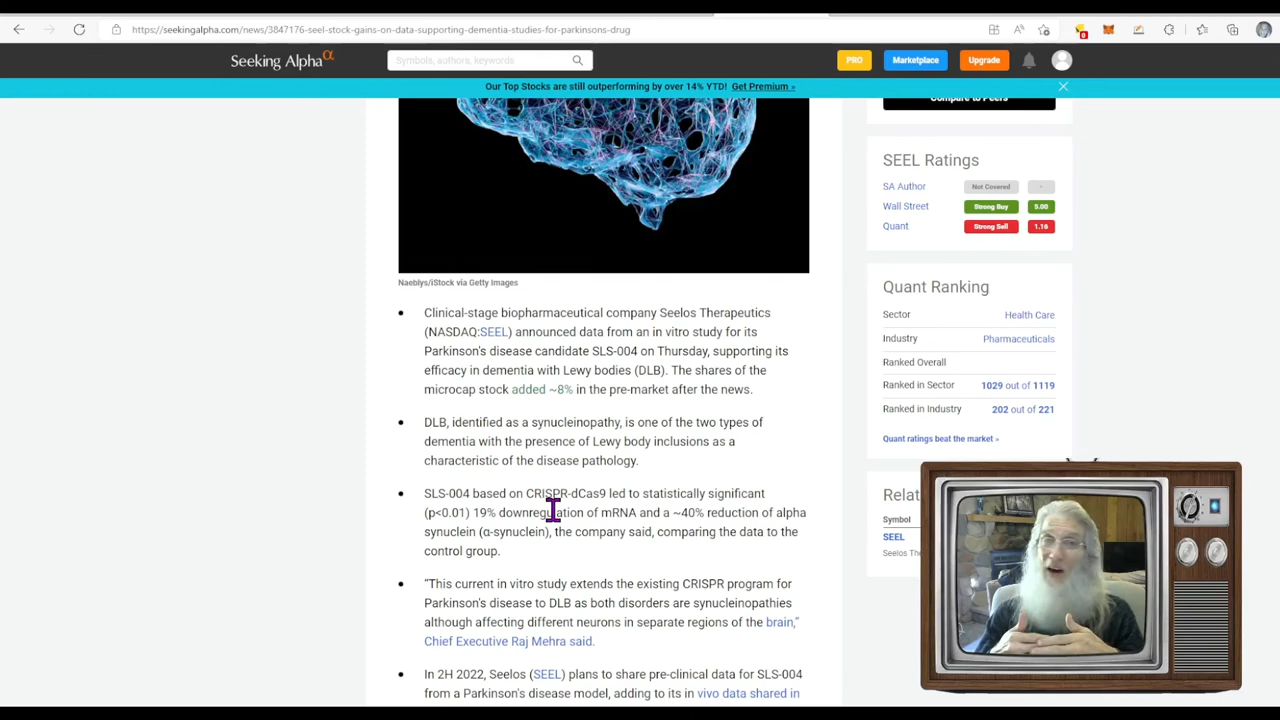 https://seekingalpha.com/news/3847176-seel-stock-gains-on-data-supporting-dementia-studies-for-parkinsons-drug
0
Seeking Alpha α
Symbols, authors, keywords
PRO
Marketplace
Upgrade
Our Top Stocks are still outperforming by over 14% YTD! Get Premium »
Compare to Peers
Naeblys/iStock via Getty Images
Clinical-stage biopharmaceutical company Seelos Therapeutics
(NASDAQ:SEEL) announced data from an in vitro study for its
Parkinson's disease candidate SLS-004 on Thursday, supporting its
efficacy in dementia with Lewy bodies (DLB). The shares of the
microcap stock added ~8% in the pre-market after the news.
DLB, identified as a synucleinopathy, is one of the two types of
dementia with the presence of Lewy body inclusions as a
characteristic of the disease pathology.
SLS-004 based on CRISPR-dCas9 led to statistically significant
(p<0.01) 19% downregulation of mRNA and a ~40% reduction of alpha
synuclein (α-synuclein), the company said, comparing the data to the
control group.
“This current in vitro study extends the existing CRISPR program for
Parkinson's disease to DLB as both disorders are synucleinopathies
although affecting different neurons in separate regions of the brain,”
Chief Executive Raj Mehra said.
In 2H 2022, Seelos (SEEL) plans to share pre-clinical data for SLS-004
from a Parkinson's disease model, adding to its in vivo data shared in
SEEL Ratings
SA Author Not Covered -
Wall Street Strong Buy 5.00
Quant Strong Sell 1.16
Quant Ranking
Sector Health Care
Industry Pharmaceuticals
Ranked Overall
Ranked in Sector 1029 out of 1119
Ranked in Industry 202 out of 221
Quant ratings beat the market »
Relat
Symbol
SEEL
Seelos Th